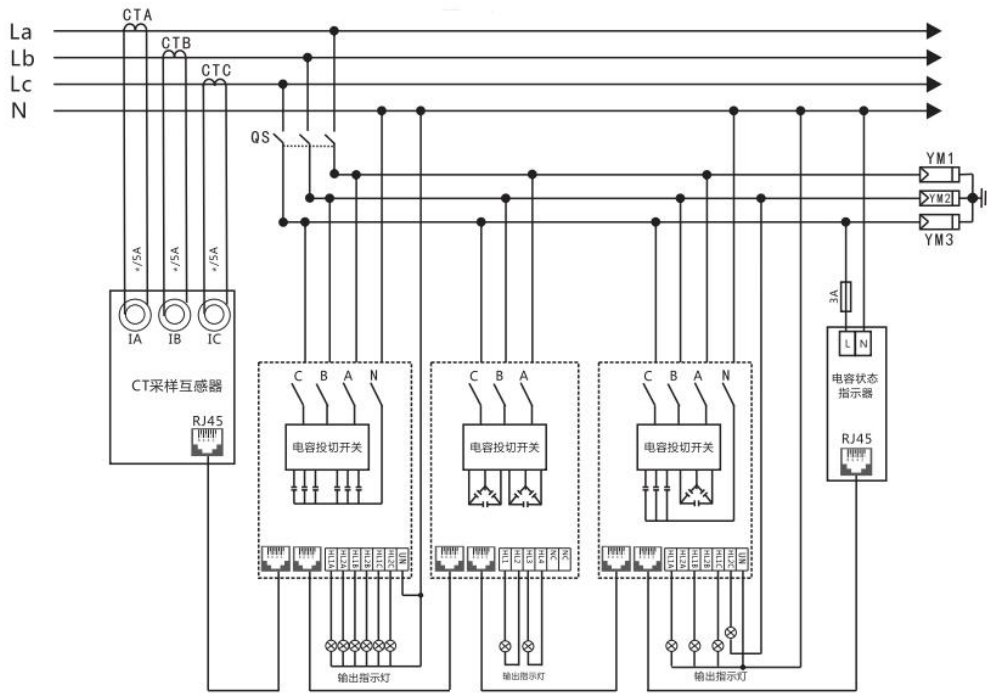 CTA
La
CTB
Lb
CTC
Lc
N
QS
YM1
YM2
YM3
*/5A
*/5A
*/5A
3A
IA IB IC
L N
CT采样互感器
RJ45
电容状态
指示器
RJ45
C B A N
电容投切开关
HL1A HL2A HL1B HL2B HL1C HL2C UN
输出指示灯
C B A
电容投切开关
HL1 HL2 HL3 HL4 NC NC
输出指示灯
C B A N
电容投切开关
HL1A HL2A HL1B HL2B HL1C HL2C UN
输出指示灯